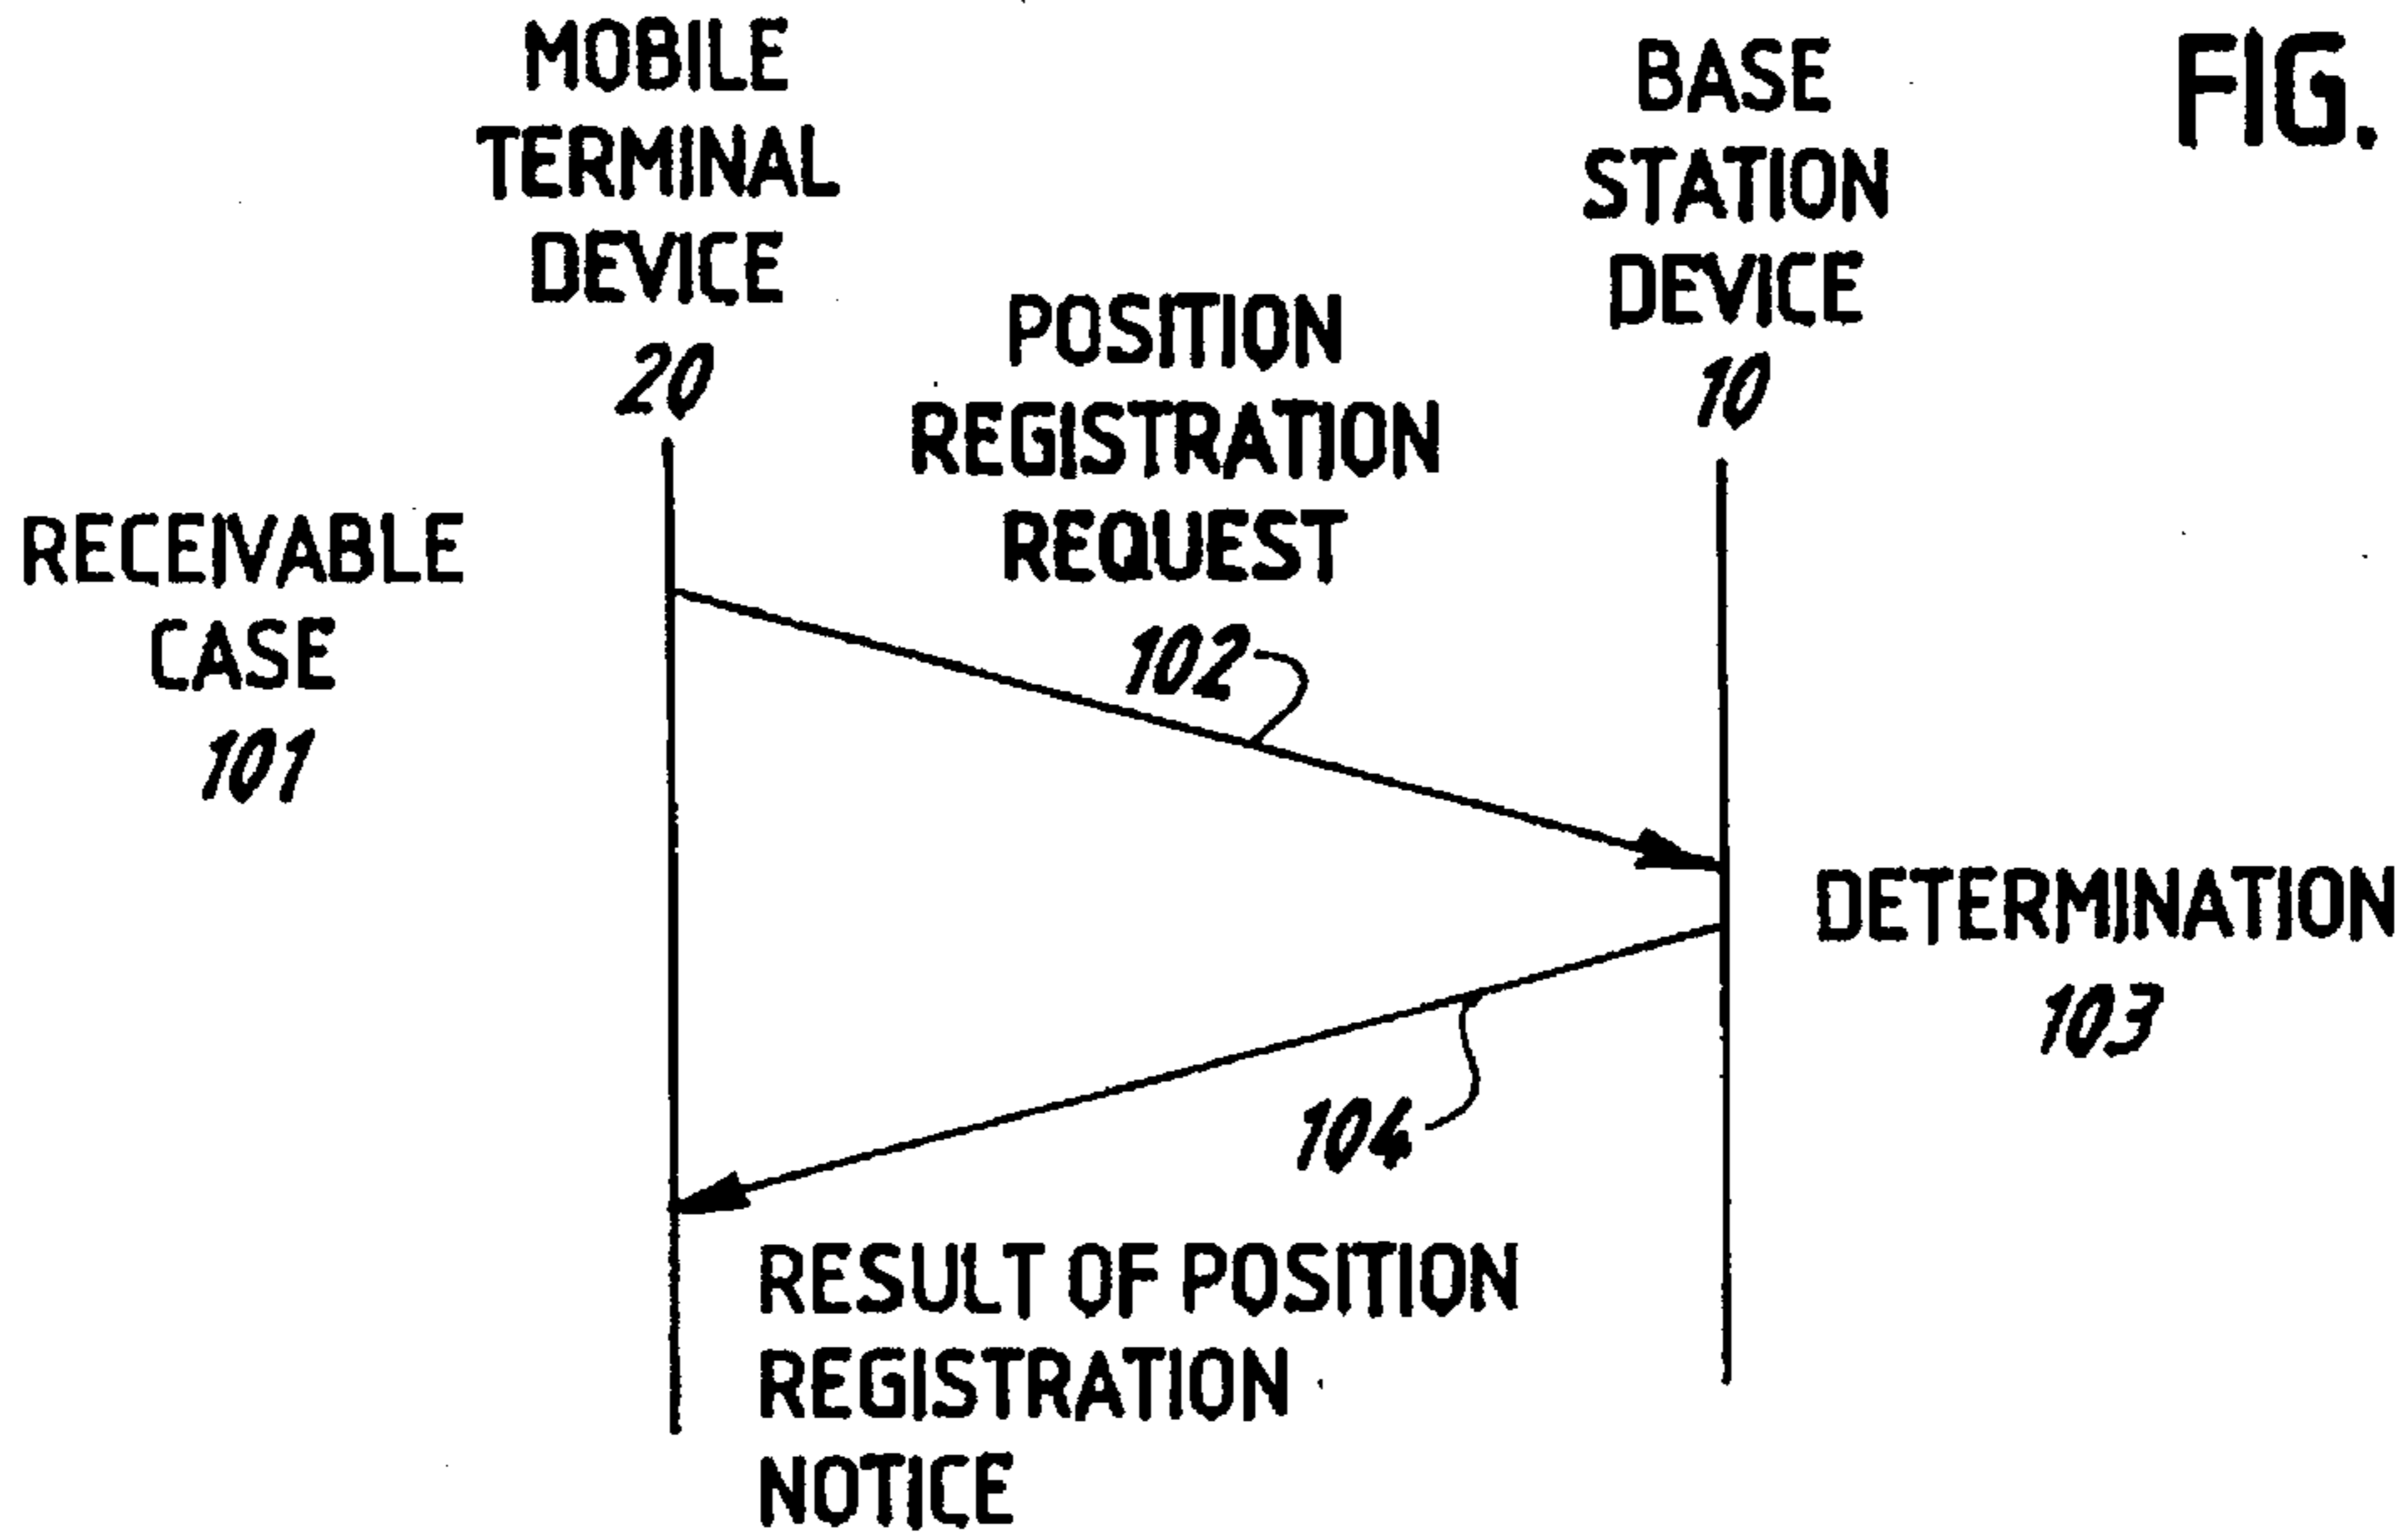 MOBILE
TERMINAL
DEVICE
20
BASE
STATION
DEVICE
10
FIG.
POSITION
REGISTRATION
REQUEST
102
RECEIVABLE
CASE
101
DETERMINATION
103
104
RESULT OF POSITION
REGISTRATION
NOTICE